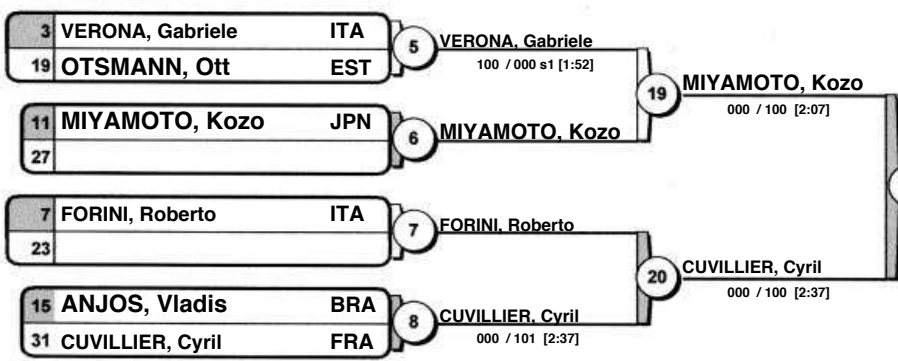 3 VERONA, Gabriele ITA
19 OTSMANN, Ott EST
5
VERONA, Gabriele
100 / 000 s1 [1:52]
11 MIYAMOTO, Kozo JPN
27
6
MIYAMOTO, Kozo
19
MIYAMOTO, Kozo
000 / 100 [2:07]
7 FORINI, Roberto ITA
23
7
FORINI, Roberto
15 ANJOS, Vladis BRA
31 CUVILLIER, Cyril FRA
8
CUVILLIER, Cyril
000 / 101 [2:37]
20
CUVILLIER, Cyril
000 / 100 [2:37]